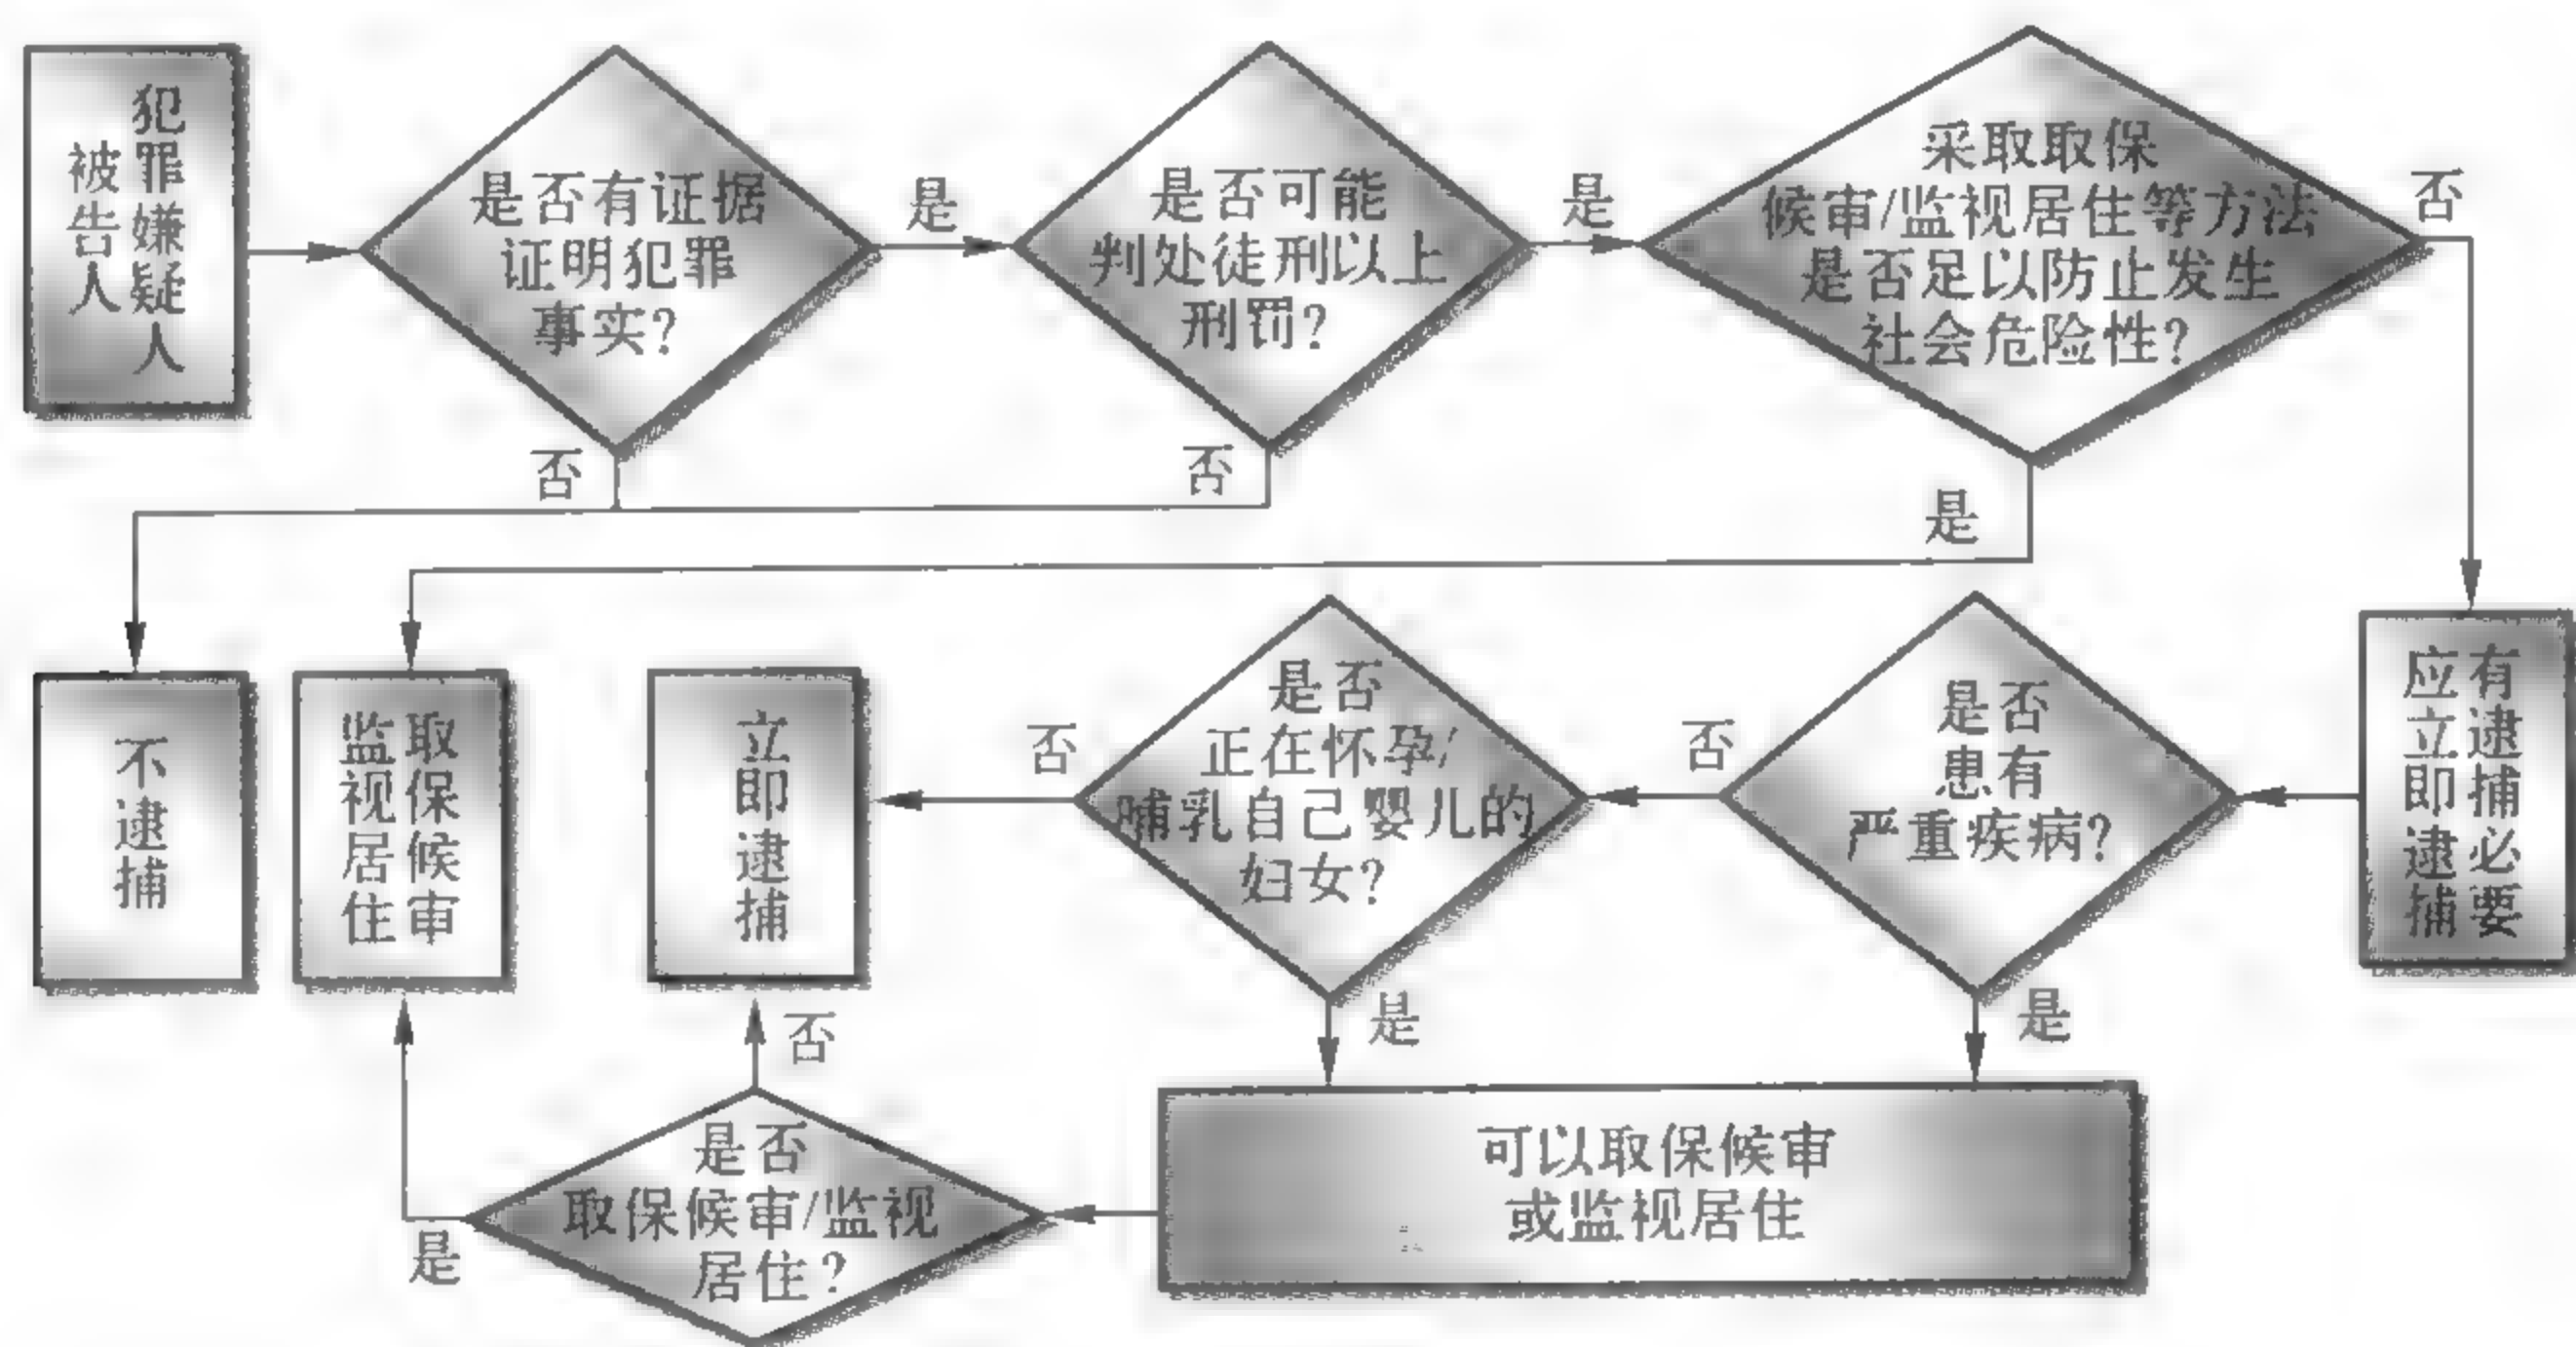 犯罪嫌疑人
被告人
是否有证据
证明犯罪
事实?
是
否
是否可能
判处徒刑以上
刑罚?
是
否
采取取保
候审/监视居住等方法
是否足以防止发生
社会危险性?
否
是
不逮捕
取保候审
监视居住
立即逮捕
否
是否
正在怀孕/
哺乳自己婴儿的
妇女?
是
否
是否
患有
严重疾病?
是
有逮捕必要
应立即逮捕
否
是否
取保候审/监视
居住?
是
可以取保候审
或监视居住